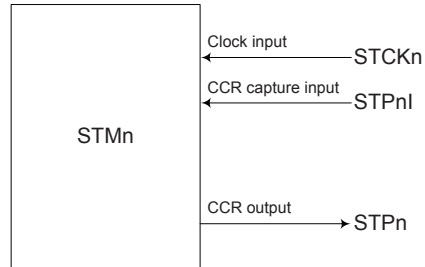 Clock input
STCKn
CCR capture input
STPnI
STMn
CCR output
STPn